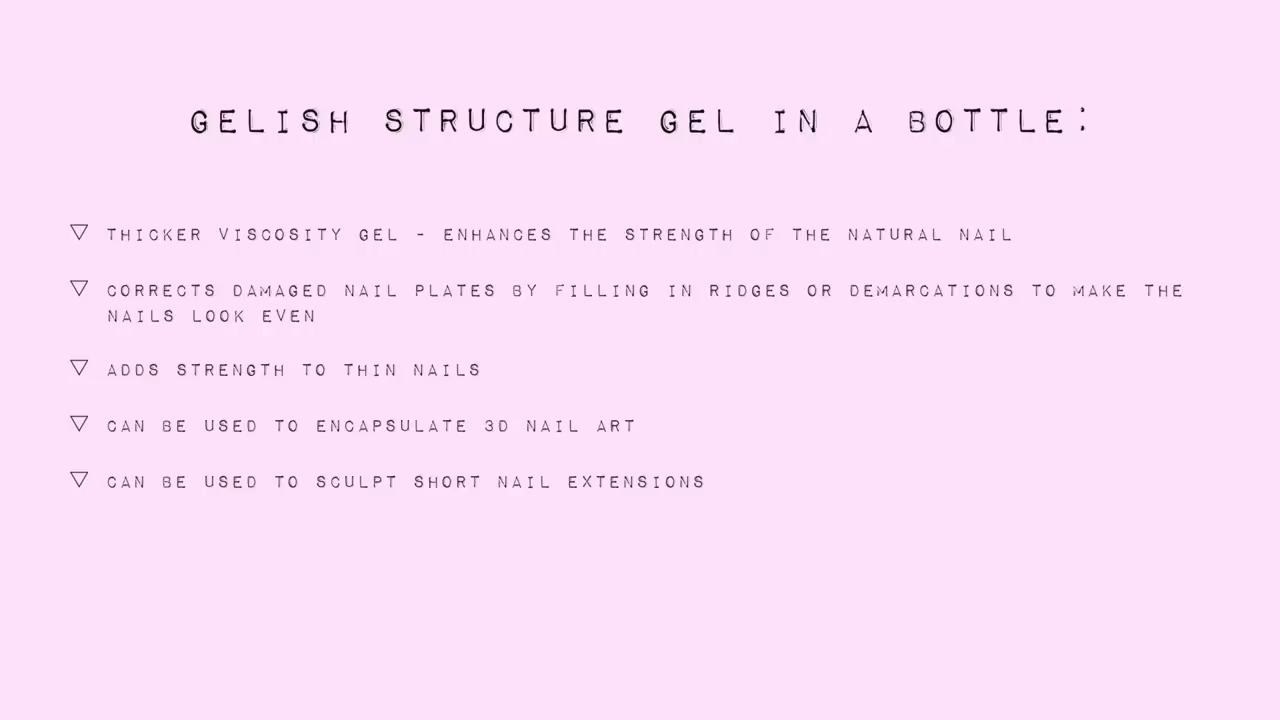 GELISH STRUCTURE GEL IN A BOTTLE:
▽ THICKER VISCOSITY GEL - ENHANCES THE STRENGTH OF THE NATURAL NAIL
▽ CORRECTS DAMAGED NAIL PLATES BY FILLING IN RIDGES OR DEMARCATIONS TO MAKE THE
NAILS LOOK EVEN
▽ ADDS STRENGTH TO THIN NAILS
▽ CAN BE USED TO ENCAPSULATE 3D NAIL ART
▽ CAN BE USED TO SCULPT SHORT NAIL EXTENSIONS